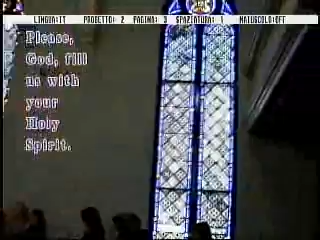 LINGUA:IT PROGETTO: 2 PAGINA: 3 SPAZIATURA: 1 MAIUSCOLO:OFF
Please,
God, fill
us with
your
Holy
Spirit.